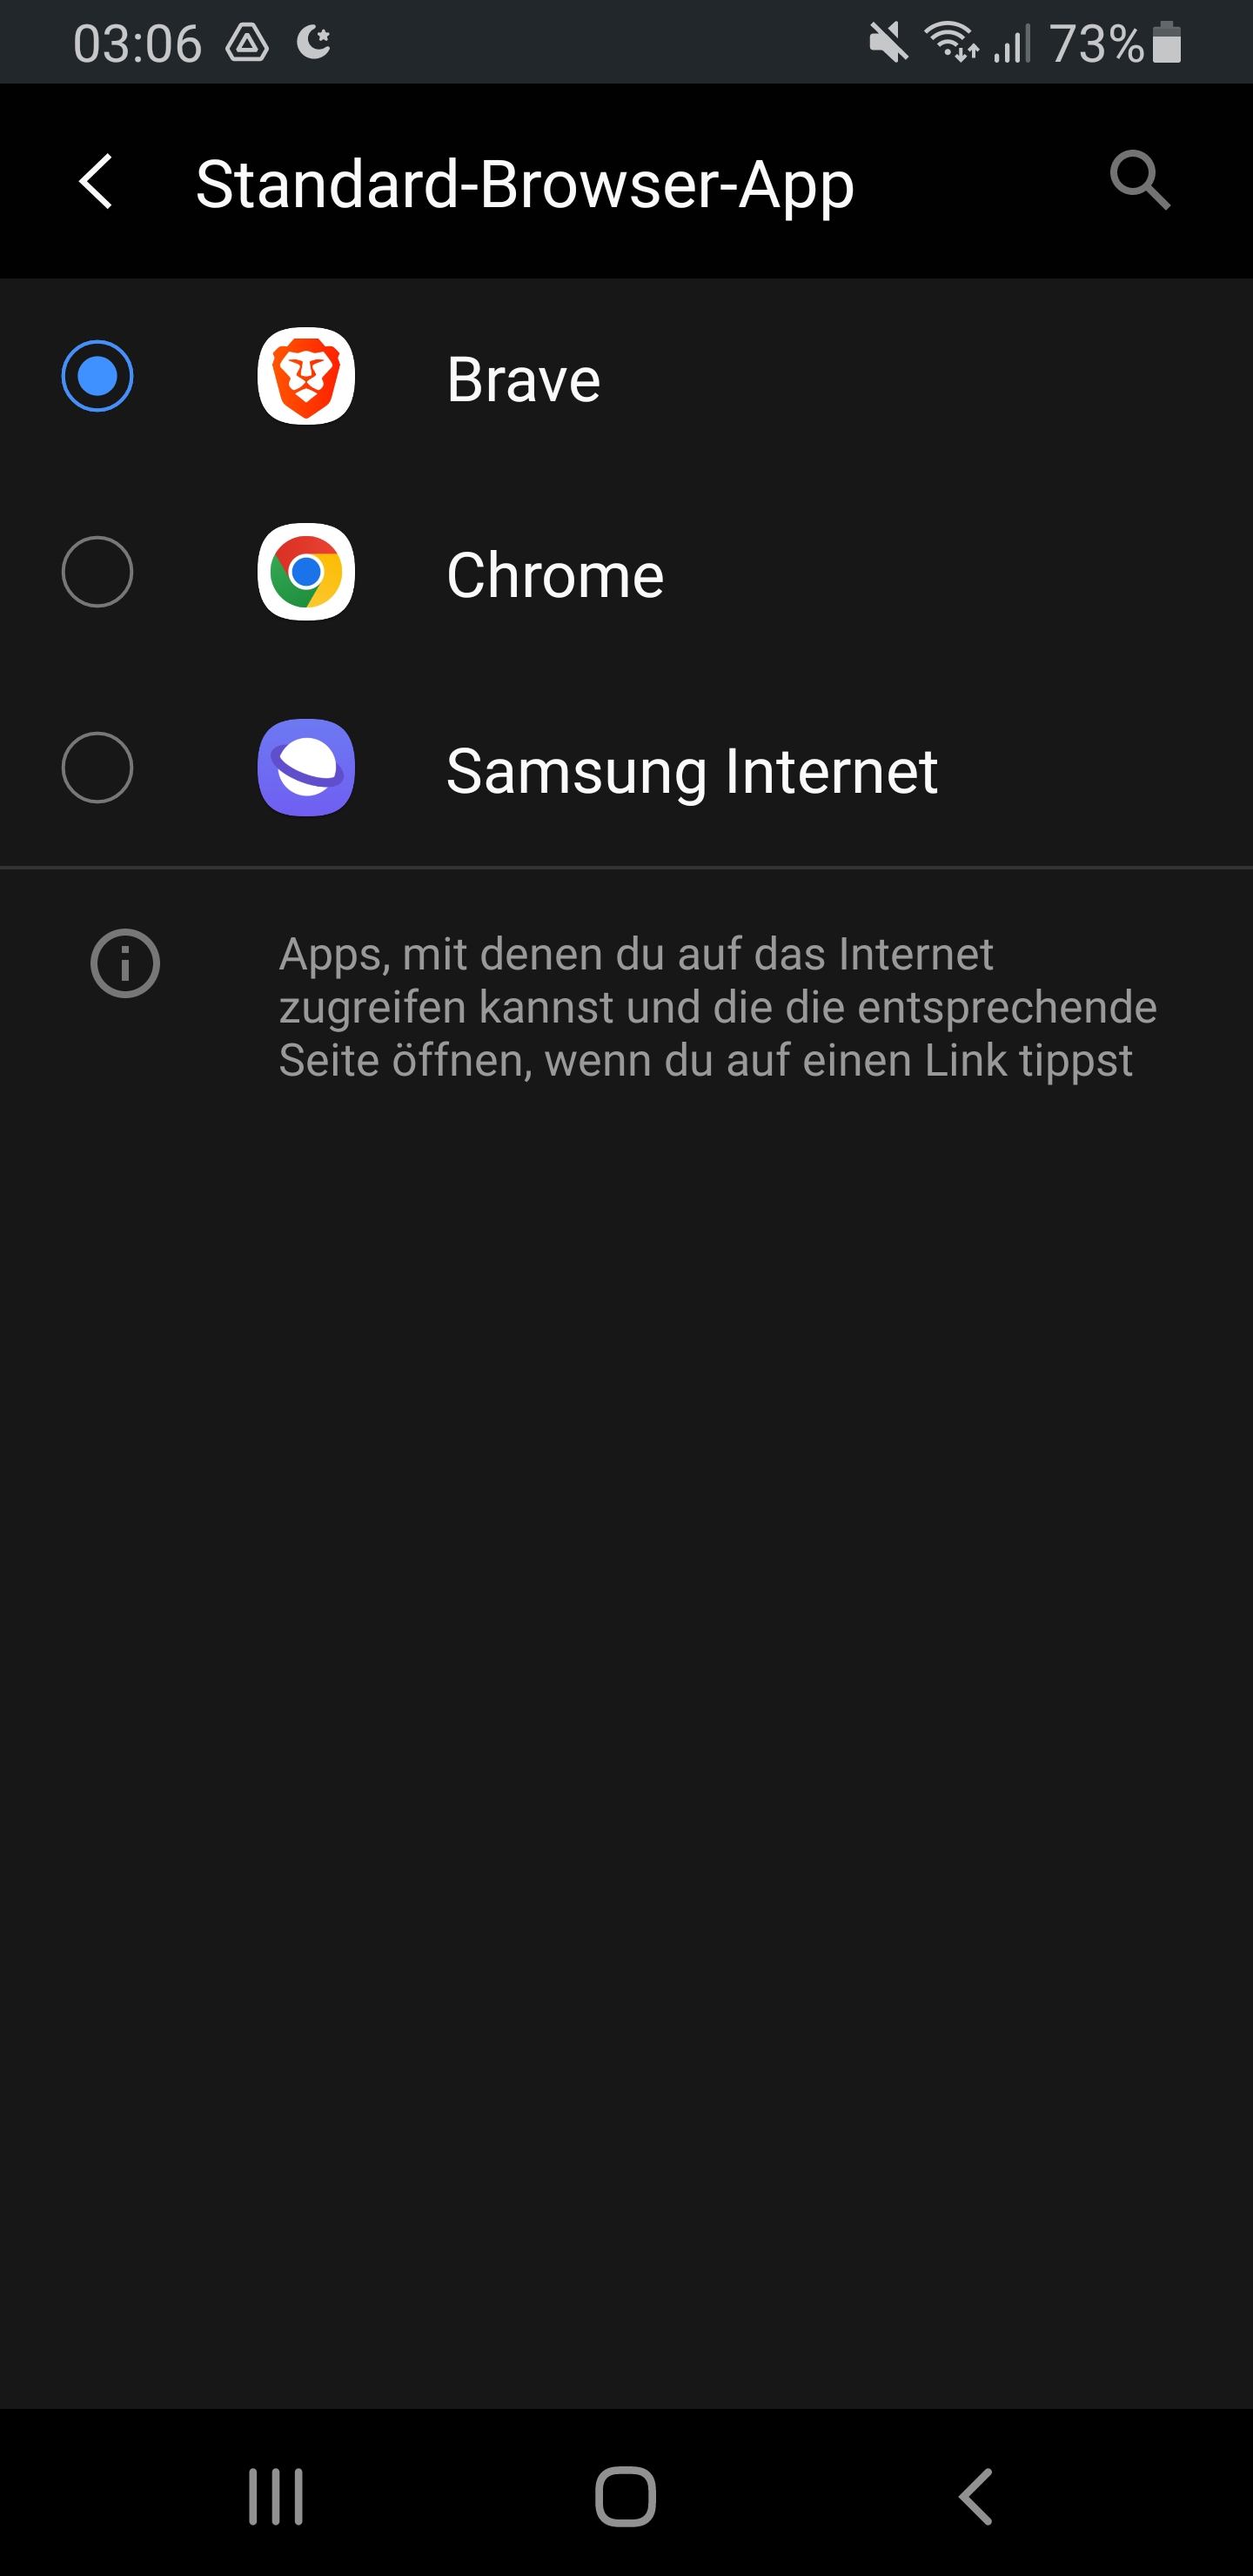 03:06
73%
Standard-Browser-App
Brave
Chrome
Samsung Internet
Apps, mit denen du auf das Internet
zugreifen kannst und die die entsprechende
Seite öffnen, wenn du auf einen Link tippst